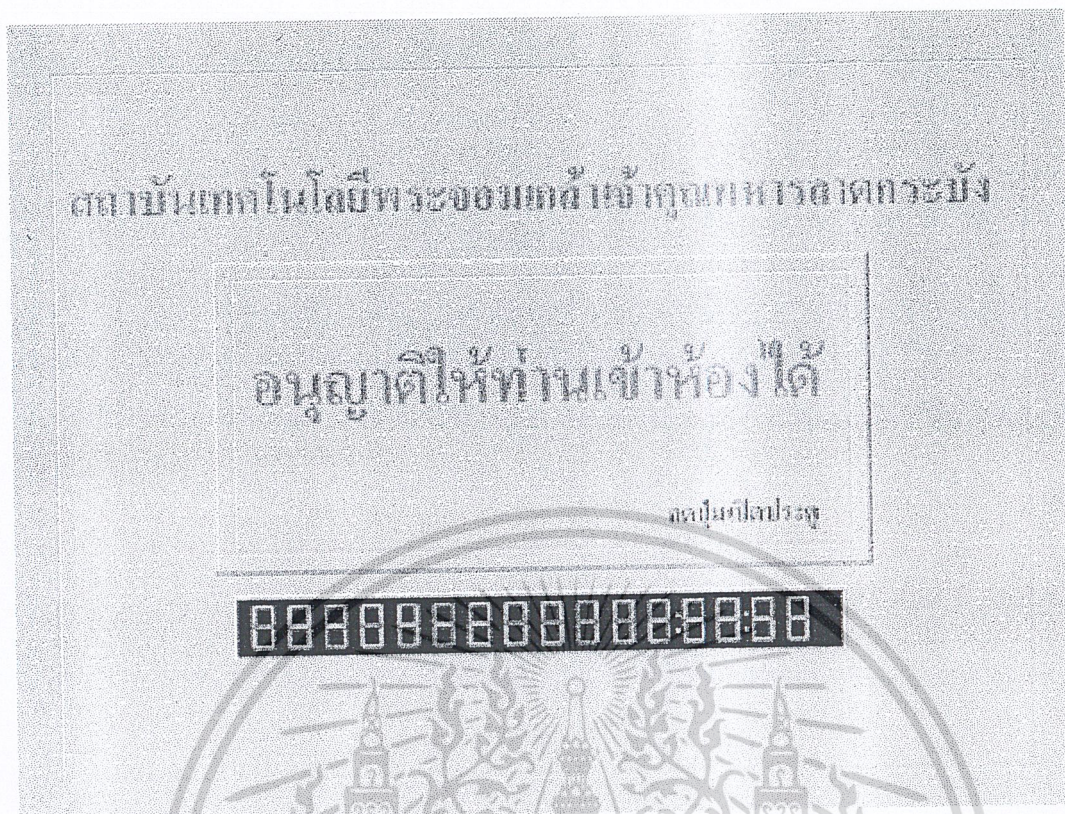 สถาบันเทคโนโลยีพระจอมเกล้าเจ้าคุณทหารลาดกระบัง
อนุญาติให้ท่านเข้าห้องได้
กดปุ่มเปิดประตู